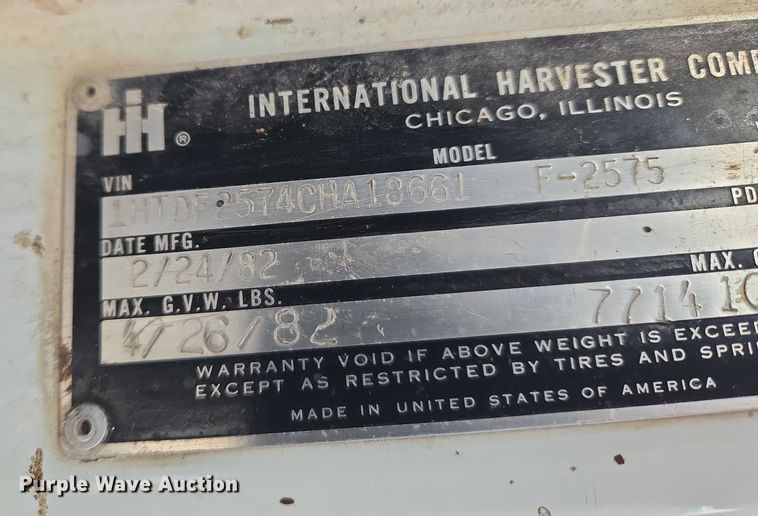 IH ® INTERNATIONAL HARVESTER COMP
CHICAGO, ILLINOIS
VIN MODEL
1HTDF2574CHA18661 F-2575
DATE MFG. PD
2/24/82
MAX. G.V.W. LBS. MAX. G
4/26/82 77141C
WARRANTY VOID IF ABOVE WEIGHT IS EXCEED
EXCEPT AS RESTRICTED BY TIRES AND SPRI
MADE IN UNITED STATES OF AMERICA
Purple Wave Auction